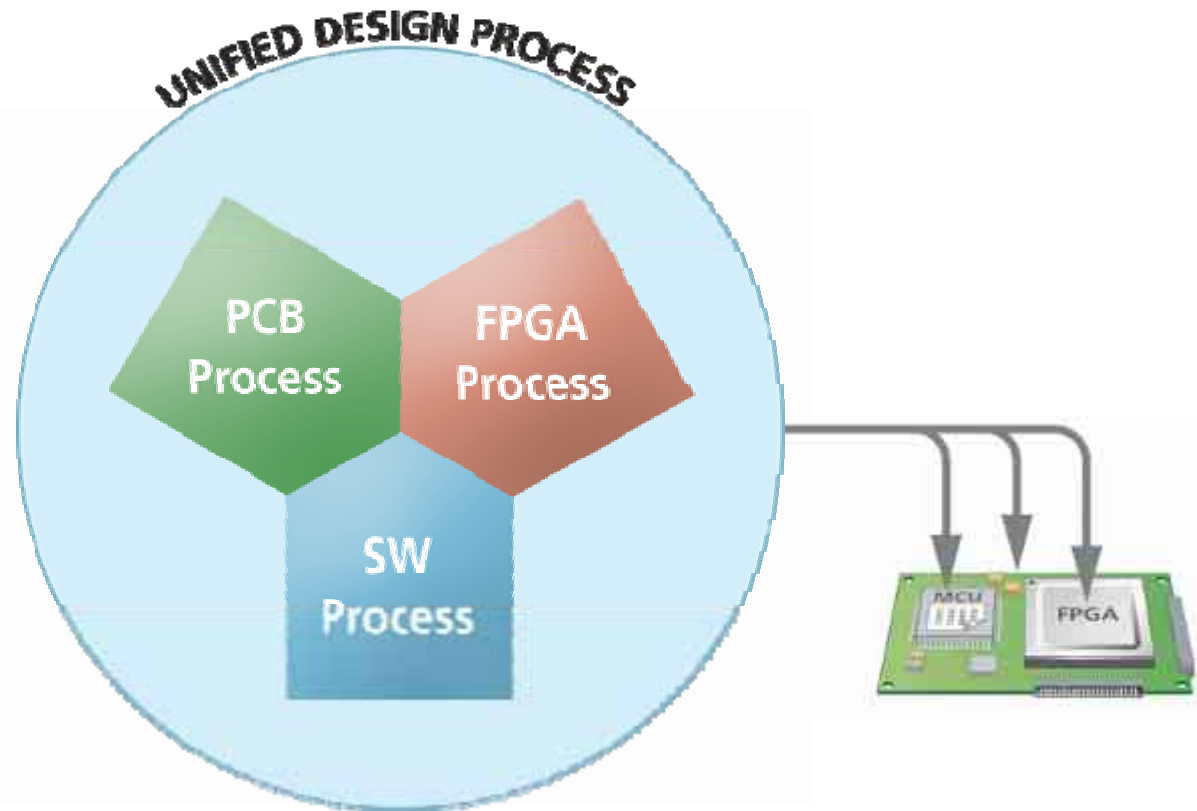 UNIFIED DESIGN PROCESS
PCB
Process
FPGA
Process
SW
Process
MCU
FPGA